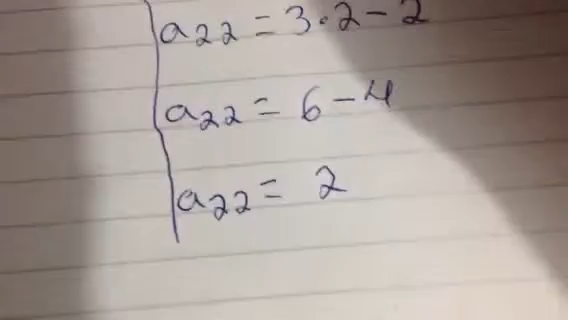 a₂₂ = 3·2 - 2
a₂₂ = 6 - 4
a₂₂ = 2